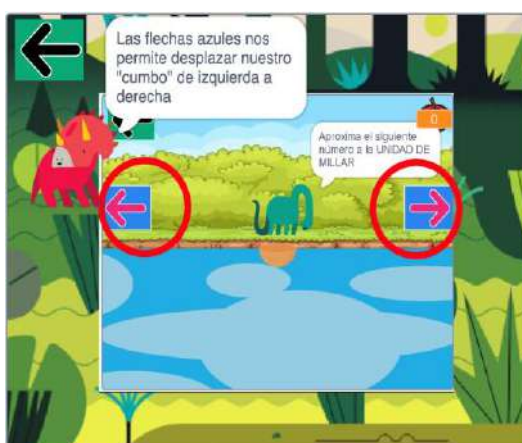 Las flechas azules nos
permite desplazar nuestro
"cumbo" de izquierda a
derecha
0
Aproxima el siguiente
número a la UNIDAD DE
MILLAR